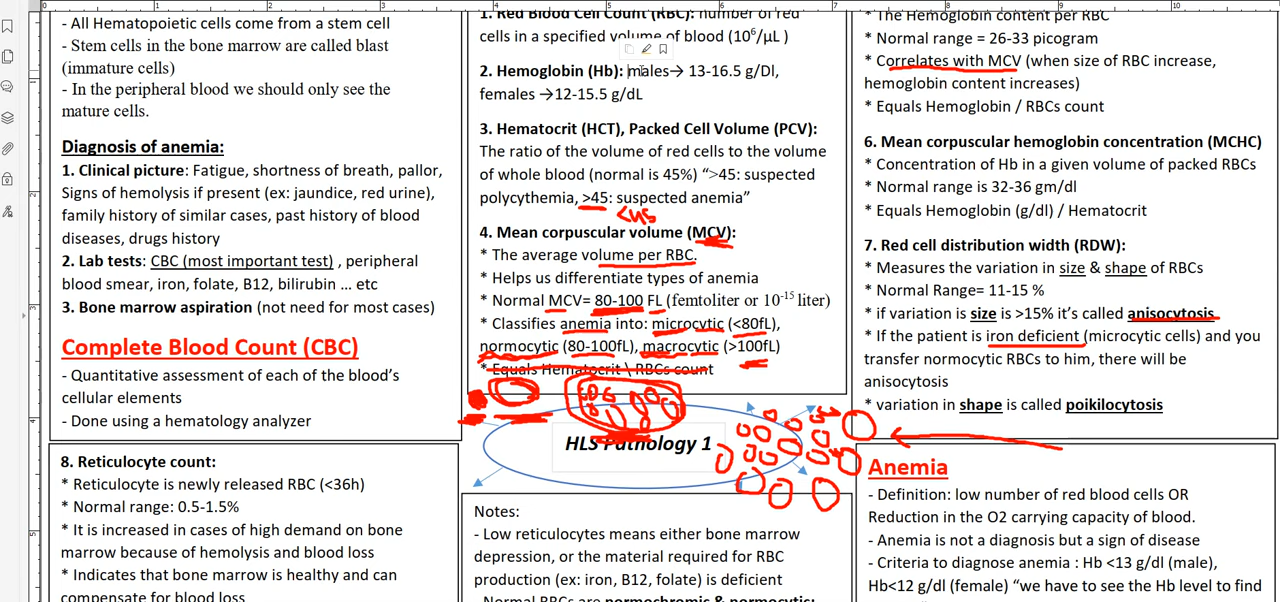 - All Hematopoietic cells come from a stem cell
- Stem cells in the bone marrow are called blast
(immature cells)
- In the peripheral blood we should only see the
mature cells.
Diagnosis of anemia:
1. Clinical picture: Fatigue, shortness of breath, pallor,
Signs of hemolysis if present (ex: jaundice, red urine),
family history of similar cases, past history of blood
diseases, drugs history
2. Lab tests: CBC (most important test) , peripheral
blood smear, iron, folate, B12, bilirubin ... etc
3. Bone marrow aspiration (not need for most cases)
Complete Blood Count (CBC)
- Quantitative assessment of each of the blood's
cellular elements
- Done using a hematology analyzer
8. Reticulocyte count:
* Reticulocyte is newly released RBC (<36h)
* Normal range: 0.5-1.5%
* It is increased in cases of high demand on bone
marrow because of hemolysis and blood loss
* Indicates that bone marrow is healthy and can
compensate for blood loss
1. Red Blood Cell Count (RBC): number of red
cells in a specified volume of blood (10⁶/µL )
2. Hemoglobin (Hb): males→ 13-16.5 g/Dl,
females →12-15.5 g/dL
3. Hematocrit (HCT), Packed Cell Volume (PCV):
The ratio of the volume of red cells to the volume
of whole blood (normal is 45%) “>45: suspected
polycythemia, >45: suspected anemia”
<45
4. Mean corpuscular volume (MCV):
* The average volume per RBC.
* Helps us differentiate types of anemia
* Normal MCV= 80-100 FL (femtoliter or 10⁻¹⁵ liter)
* Classifies anemia into: microcytic (<80fL),
normocytic (80-100fL), macrocytic (>100fL)
* Equals Hematocrit \ RBCs count
HLS Pathology 1
Notes:
- Low reticulocytes means either bone marrow
depression, or the material required for RBC
production (ex: iron, B12, folate) is deficient
- Normal RBCs are normochromic & normocytic:
* The Hemoglobin content per RBC
* Normal range = 26-33 picogram
* Correlates with MCV (when size of RBC increase,
hemoglobin content increases)
* Equals Hemoglobin / RBCs count
6. Mean corpuscular hemoglobin concentration (MCHC)
* Concentration of Hb in a given volume of packed RBCs
* Normal range is 32-36 gm/dl
* Equals Hemoglobin (g/dl) / Hematocrit
7. Red cell distribution width (RDW):
* Measures the variation in size & shape of RBCs
* Normal Range= 11-15 %
* if variation is size is >15% it's called anisocytosis
* If the patient is iron deficient (microcytic cells) and you
transfer normocytic RBCs to him, there will be
anisocytosis
* variation in shape is called poikilocytosis
Anemia
- Definition: low number of red blood cells OR
Reduction in the O2 carrying capacity of blood.
- Anemia is not a diagnosis but a sign of disease
- Criteria to diagnose anemia : Hb <13 g/dl (male),
Hb<12 g/dl (female) “we have to see the Hb level to find